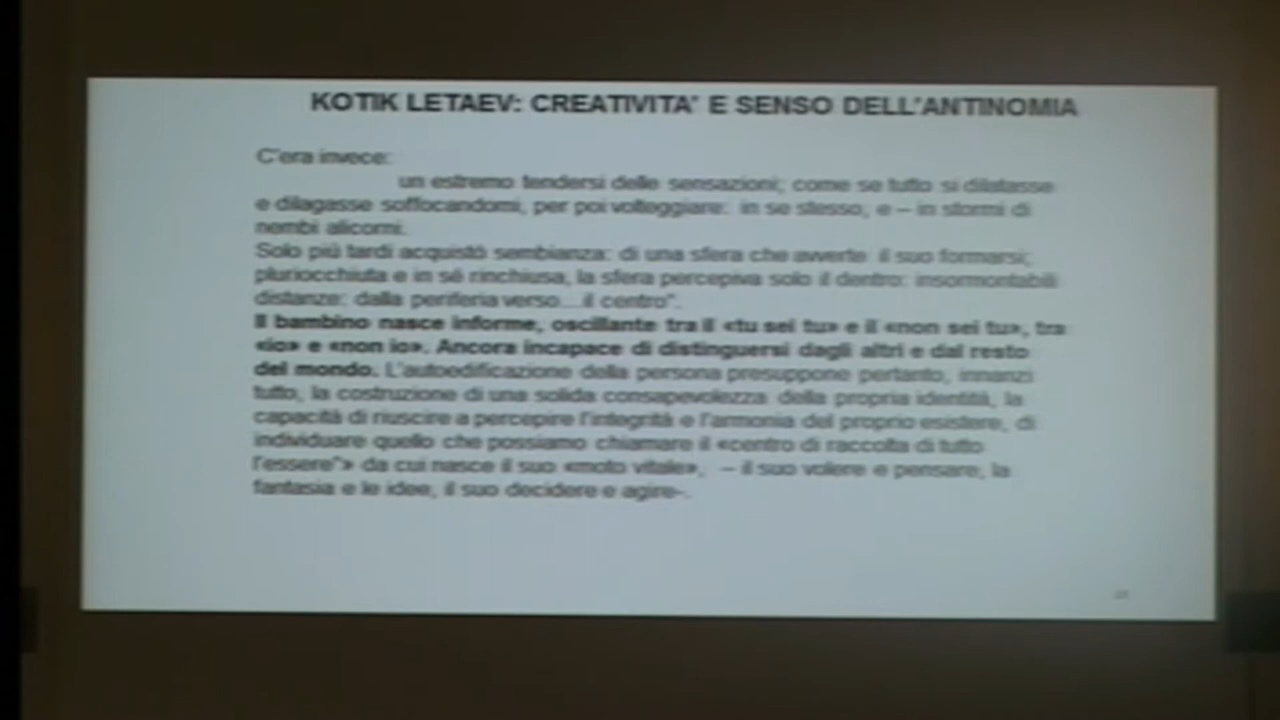 KOTIK LETAEV: CREATIVITA' E SENSO DELL'ANTINOMIA
C'era invece:
un estremo tendersi delle sensazioni; come se tutto si dilatasse
e dilagasse soffocandomi, per poi volteggiare: in se stesso, e – in stormi di
nembi alicorni.
Solo più tardi acquistò sembianza: di una sfera che avverte il suo formarsi;
pluriocchiuta e in sé rinchiusa, la sfera percepiva solo il dentro: insormontabili
distanze: dalla periferia verso... il centro".
Il bambino nasce informe, oscillante tra il «tu sei tu» e il «non sei tu», tra
«io» e «non io». Ancora incapace di distinguersi dagli altri e dal resto
del mondo. L'autoedificazione della persona presuppone pertanto, innanzi
tutto, la costruzione di una solida consapevolezza della propria identità, la
capacità di riuscire a percepire l'integrità e l'armonia del proprio esistere, di
individuare quello che possiamo chiamare il «centro di raccolta di tutto
l'essere"» da cui nasce il suo «moto vitale», – il suo volere e pensare, la
fantasia e le idee, il suo decidere e agire-.